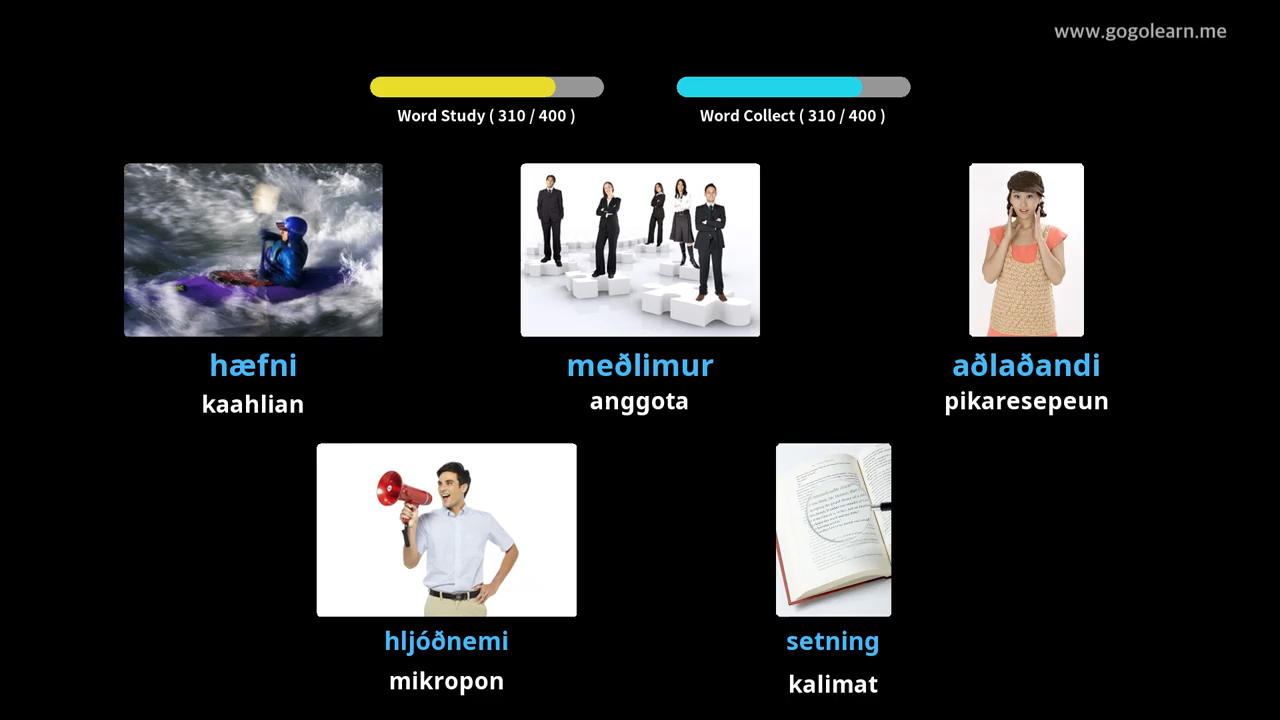 www.gogolearn.me
Word Study ( 310 / 400 )
Word Collect ( 310 / 400 )
hæfni
kaahlian
meðlimur
anggota
aðlaðandi
pikaresepeun
hljóðnemi
mikropon
setning
kalimat